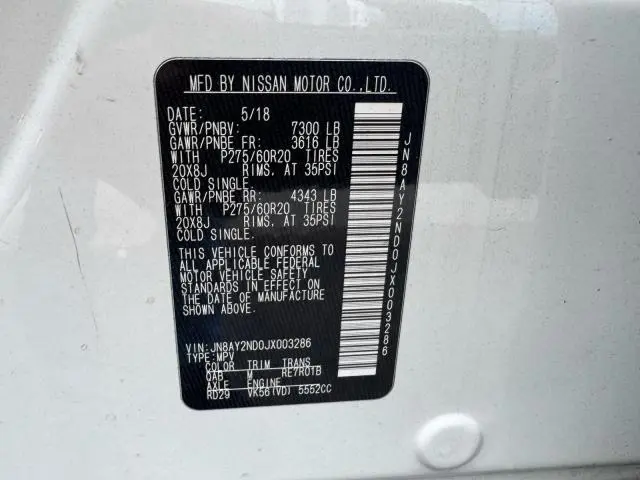 MFD BY NISSAN MOTOR CO.,LTD.
DATE: 5/18
GVWR/PNBV: 7300 LB
GAWR/PNBE FR: 3616 LB
WITH P275/60R20 TIRES
20X8J RIMS. AT 35PSI
COLD SINGLE.
GAWR/PNBE RR: 4343 LB
WITH P275/60R20 TIRES
20X8J RIMS. AT 35PSI
COLD SINGLE.
THIS VEHICLE CONFORMS TO
ALL APPLICABLE FEDERAL
MOTOR VEHICLE SAFETY
STANDARDS IN EFFECT ON
THE DATE OF MANUFACTURE
SHOWN ABOVE.
VIN:JN8AY2ND0JX003286
TYPE:MPV
COLOR TRIM TRANS
QAB M RE7R01B
AXLE ENGINE
RD29 VK56(VD) 5552CC
JN8AY2ND0JX003286